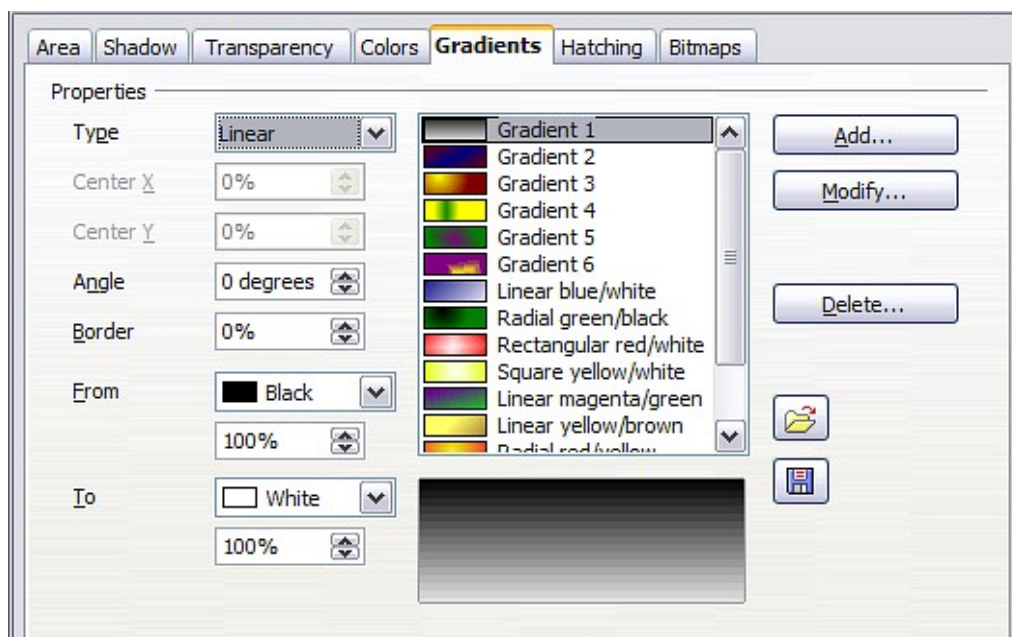 Area Shadow Transparency Colors Gradients Hatching Bitmaps
Properties
Type Linear
Center X 0%
Center Y 0%
Angle 0 degrees
Border 0%
From Black
100%
To White
100%
Gradient 1
Gradient 2
Gradient 3
Gradient 4
Gradient 5
Gradient 6
Linear blue/white
Radial green/black
Rectangular red/white
Square yellow/white
Linear magenta/green
Linear yellow/brown
Radial red/yellow
Add...
Modify...
Delete...